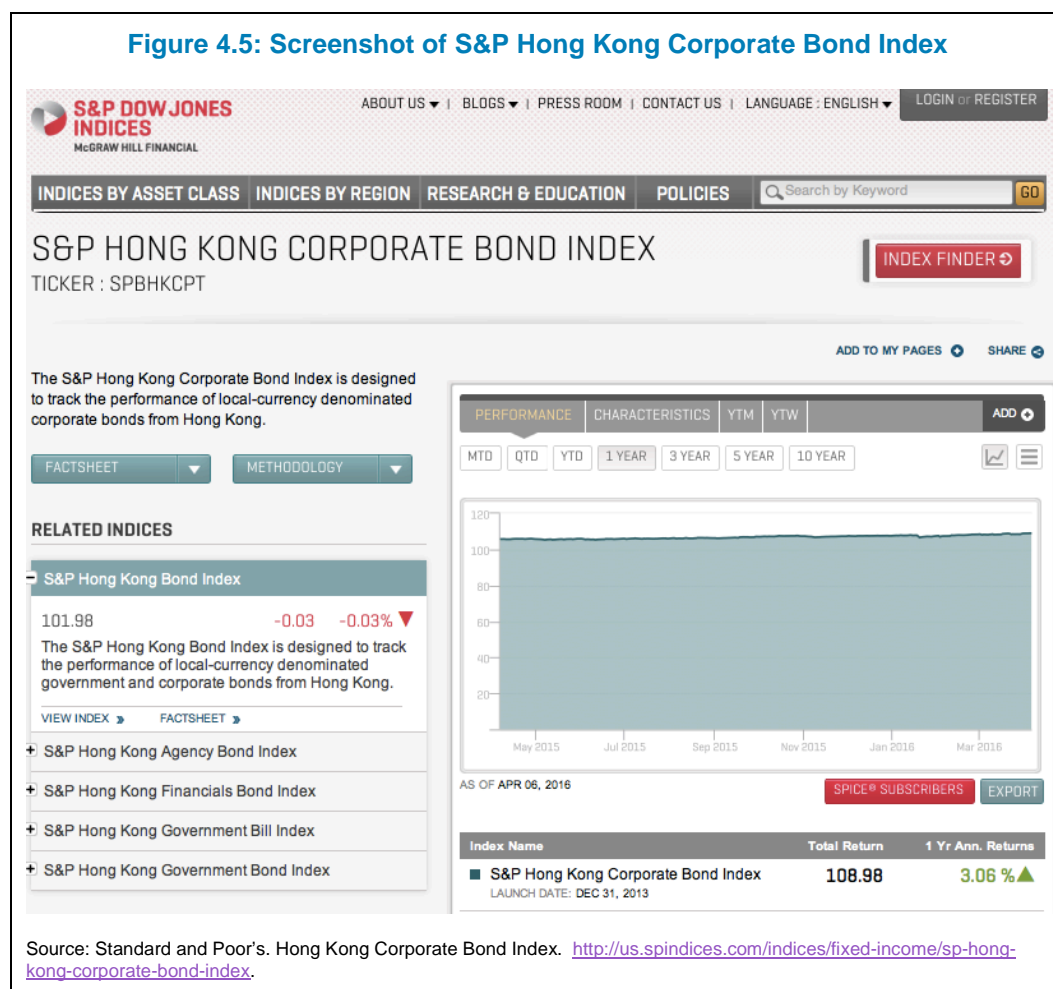 Figure 4.5: Screenshot of S&P Hong Kong Corporate Bond Index
S&P DOW JONES
INDICES
McGRAW HILL FINANCIAL
ABOUT US | BLOGS | PRESS ROOM | CONTACT US | LANGUAGE : ENGLISH
LOGIN or REGISTER
INDICES BY ASSET CLASS INDICES BY REGION RESEARCH & EDUCATION POLICIES
Search by Keyword
GO
S&P HONG KONG CORPORATE BOND INDEX
TICKER : SPBHKCPT
INDEX FINDER
ADD TO MY PAGES SHARE
The S&P Hong Kong Corporate Bond Index is designed
to track the performance of local-currency denominated
corporate bonds from Hong Kong.
FACTSHEET METHODOLOGY
RELATED INDICES
S&P Hong Kong Bond Index
101.98 -0.03 -0.03%
The S&P Hong Kong Bond Index is designed to track
the performance of local-currency denominated
government and corporate bonds from Hong Kong.
VIEW INDEX FACTSHEET
S&P Hong Kong Agency Bond Index
S&P Hong Kong Financials Bond Index
S&P Hong Kong Government Bill Index
S&P Hong Kong Government Bond Index
PERFORMANCE CHARACTERISTICS YTM YTW ADD
MTD QTD YTD 1 YEAR 3 YEAR 5 YEAR 10 YEAR
120
100
80
60
40
20
May 2015 Jul 2015 Sep 2015 Nov 2015 Jan 2016 Mar 2016
AS OF APR 06, 2016
SPICE® SUBSCRIBERS EXPORT
Index Name Total Return 1 Yr Ann. Returns
S&P Hong Kong Corporate Bond Index 108.98 3.06 %
LAUNCH DATE: DEC 31, 2013
Source: Standard and Poor's. Hong Kong Corporate Bond Index. http://us.spindices.com/indices/fixed-income/sp-hong-
kong-corporate-bond-index.